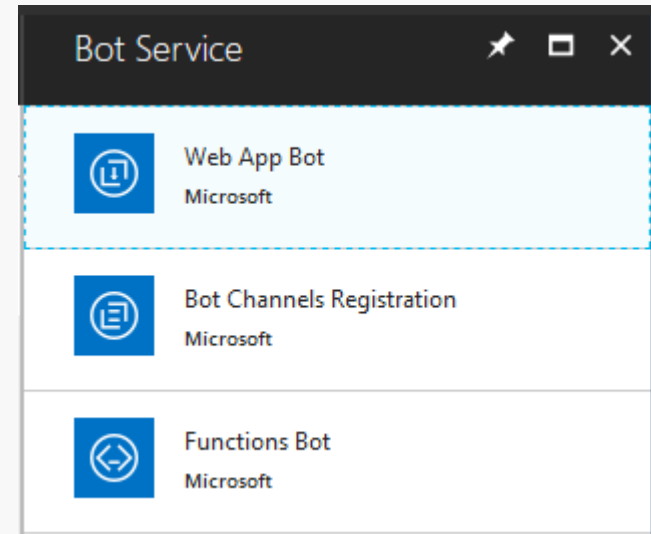 Bot Service
Web App Bot
Microsoft
Bot Channels Registration
Microsoft
Functions Bot
Microsoft